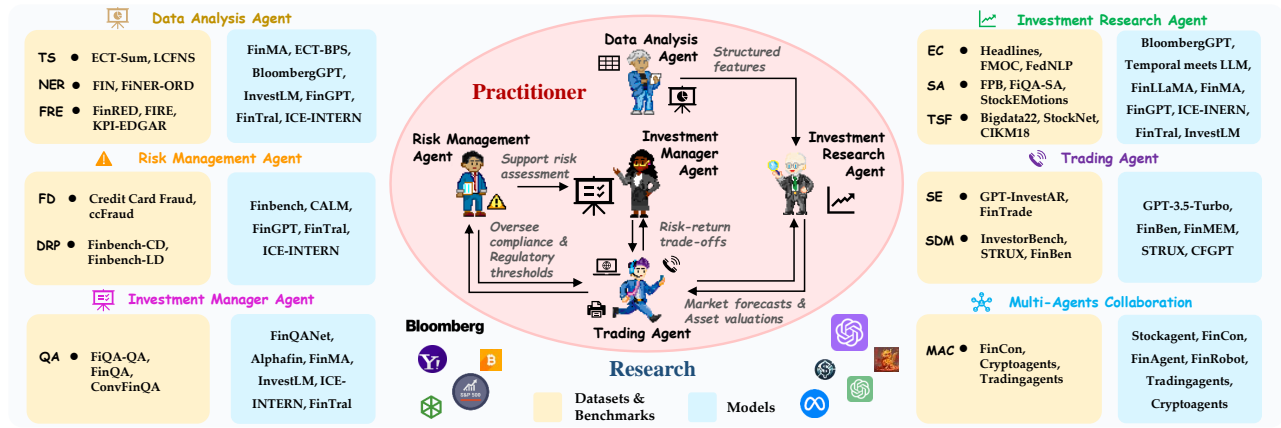 Data Analysis Agent
TS ● ECT-Sum, LCFNS
NER ● FIN, FiNER-ORD
FRE ● FinRED, FIRE,
KPI-EDGAR
FinMA, ECT-BPS,
BloombergGPT,
InvestLM, FinGPT,
FinTral, ICE-INTERN
Risk Management Agent
FD ● Credit Card Fraud,
ccFraud
DRP ● Finbench-CD,
Finbench-LD
Finbench, CALM,
FinGPT, FinTral,
ICE-INTERN
Investment Manager Agent
QA ● FiQA-QA,
FinQA,
ConvFinQA
FinQANet,
Alphafin, FinMA,
InvestLM, ICE-
INTERN, FinTral
Practitioner
Data Analysis
Agent
Structured
features
Risk Management
Agent
Support risk
assessment
Investment
Manager
Agent
Investment
Research
Agent
Oversee
compliance &
Regulatory
thresholds
Risk-return
trade-offs
Market forecasts &
Asset valuations
Trading Agent
Research
Bloomberg
Y!
S&P 500
Datasets &
Benchmarks
Models
Investment Research Agent
EC ● Headlines,
FMOC, FedNLP
SA ● FPB, FiQA-SA,
StockEMotions
TSF ● Bigdata22, StockNet,
CIKM18
BloombergGPT,
Temporal meets LLM,
FinLLaMA, FinMA,
FinGPT, ICE-INERN,
FinTral, InvestLM
Trading Agent
SE ● GPT-InvestAR,
FinTrade
SDM ● InvestorBench,
STRUX, FinBen
GPT-3.5-Turbo,
FinBen, FinMEM,
STRUX, CFGPT
Multi-Agents Collaboration
MAC ● FinCon,
Cryptoagents,
Tradingagents
Stockagent, FinCon,
FinAgent, FinRobot,
Tradingagents,
Cryptoagents